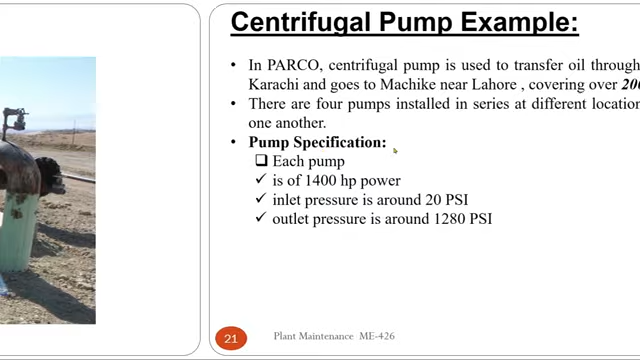 Centrifugal Pump Example:
• In PARCO, centrifugal pump is used to transfer oil through
Karachi and goes to Machike near Lahore , covering over 200
• There are four pumps installed in series at different location
one another.
• Pump Specification:
❑ Each pump
✓ is of 1400 hp power
✓ inlet pressure is around 20 PSI
✓ outlet pressure is around 1280 PSI
21 Plant Maintenance ME-426